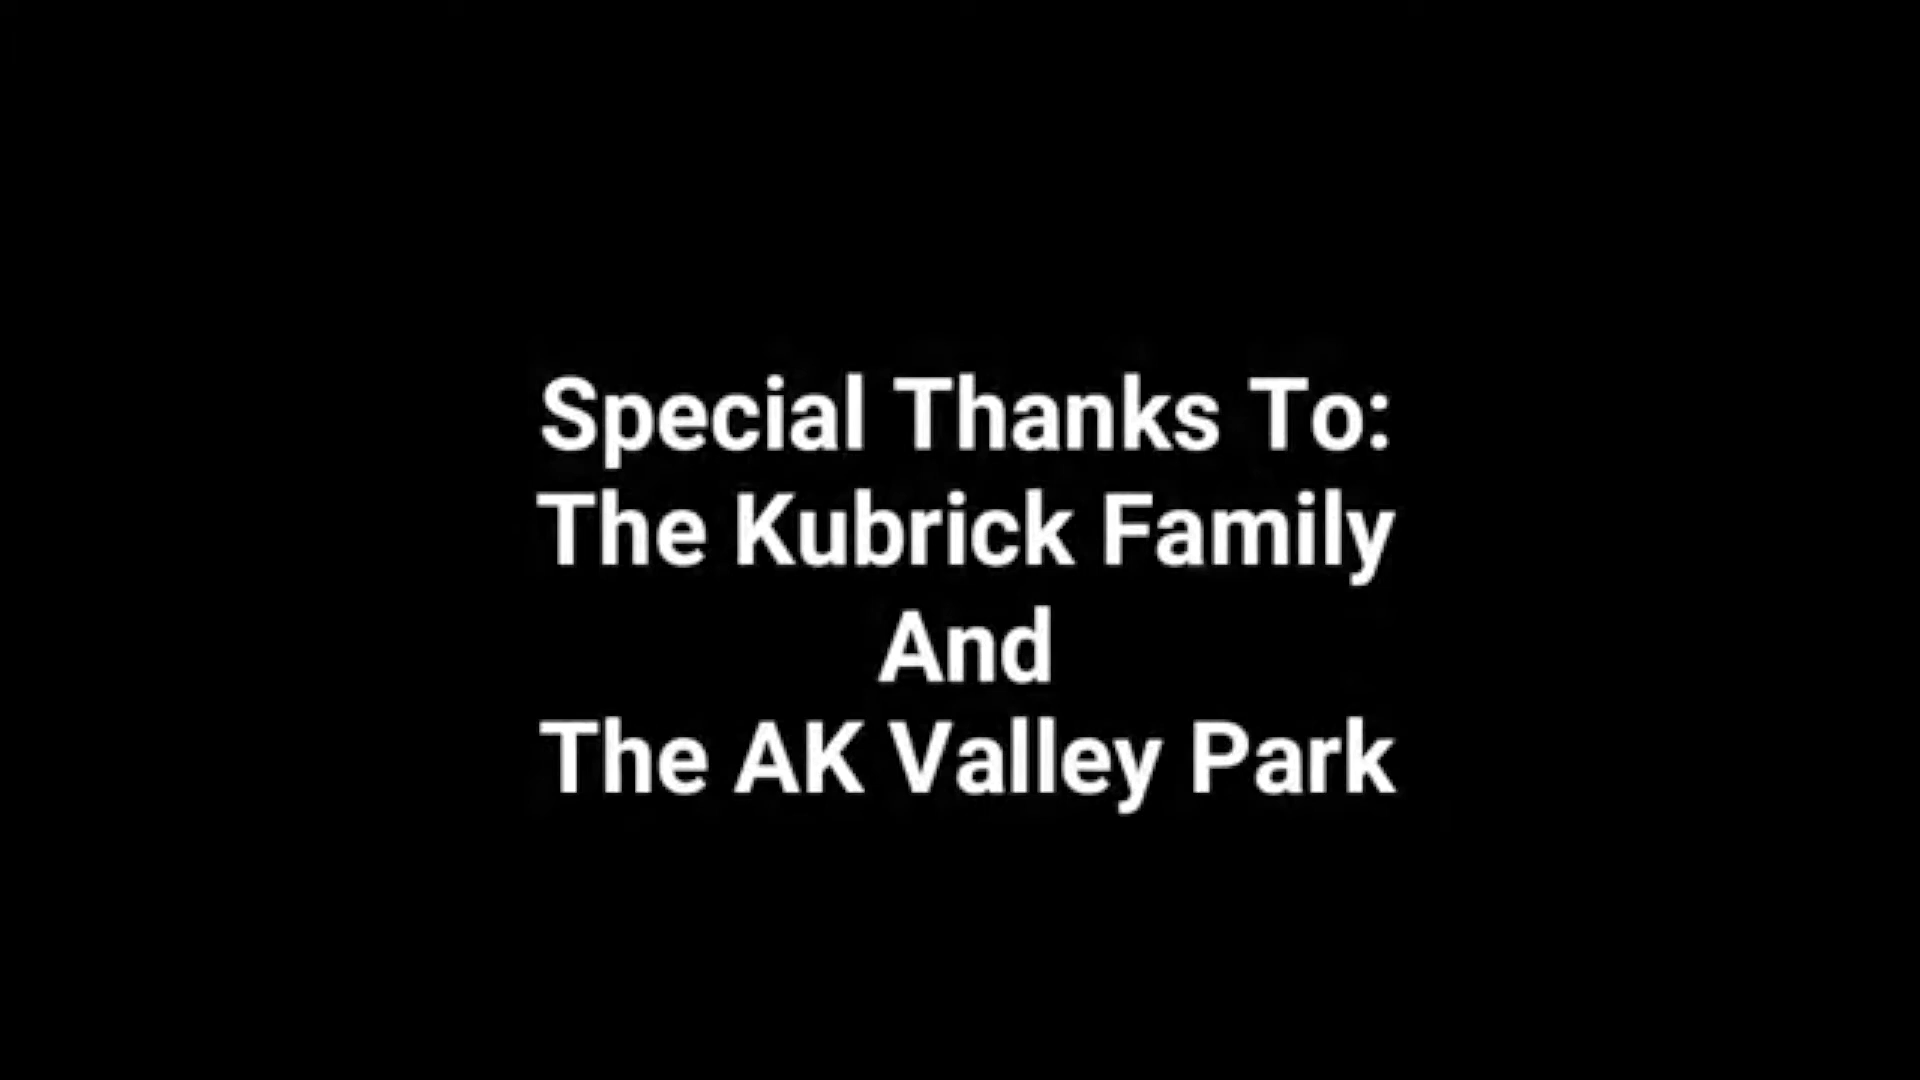 Special Thanks To:
The Kubrick Family
And
The AK Valley Park